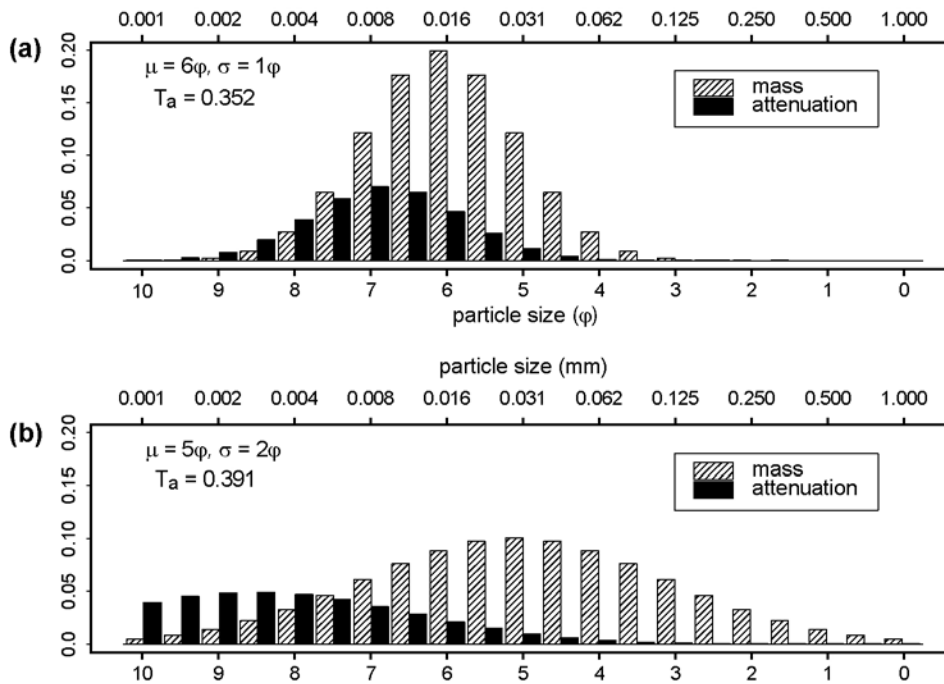 0.001 0.002 0.004 0.008 0.016 0.031 0.062 0.125 0.250 0.500 1.000
(a)
0.20
0.15
0.10
0.05
0.0
μ = 6φ, σ = 1φ
Ta = 0.352
mass
attenuation
10 9 8 7 6 5 4 3 2 1 0
particle size (φ)
particle size (mm)
0.001 0.002 0.004 0.008 0.016 0.031 0.062 0.125 0.250 0.500 1.000
(b)
0.20
0.15
0.10
0.05
0.0
μ = 5φ, σ = 2φ
Ta = 0.391
mass
attenuation
10 9 8 7 6 5 4 3 2 1 0